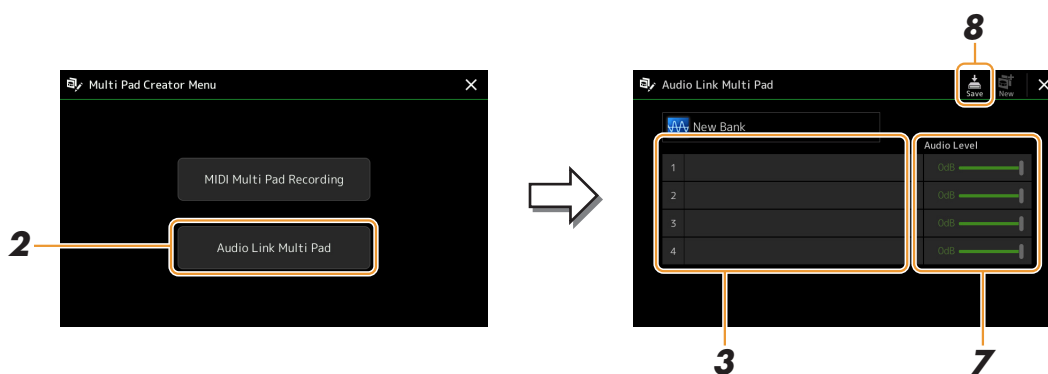 8
Multi Pad Creator Menu
Audio Link Multi Pad
Save
New
New Bank
Audio Level
MIDI Multi Pad Recording
1
0dB
2
0dB
2
Audio Link Multi Pad
3
0dB
4
0dB
3
7